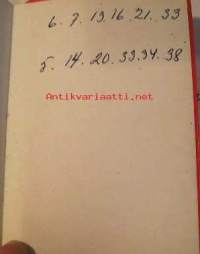 6. 7. 13. 16. 21. 33
5. 14. 20. 33. 34. 38
Antikvariaatti.net